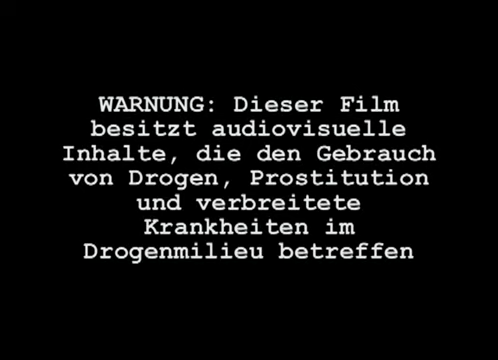 WARNUNG: Dieser Film
besitzt audiovisuelle
Inhalte, die den Gebrauch
von Drogen, Prostitution
und verbreitete
Krankheiten im
Drogenmilieu betreffen